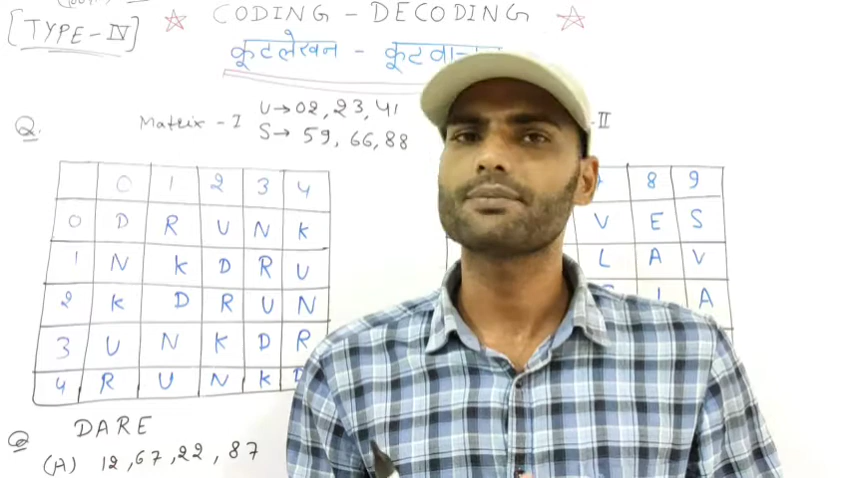 [TYPE-IV] ☆ CODING - DECODING ☆
कूटलेखन -
Q. Matrix - I U→02, 23, 41
S→ 59, 66, 88
- II
0 1 2 3 4
0 D R U N K
1 N K D R U
2 K D R U N
3 U N K D R
4 R U N K
8 9
V E S
L A V
A
Q DARE
(A) 12, 67, 22, 87